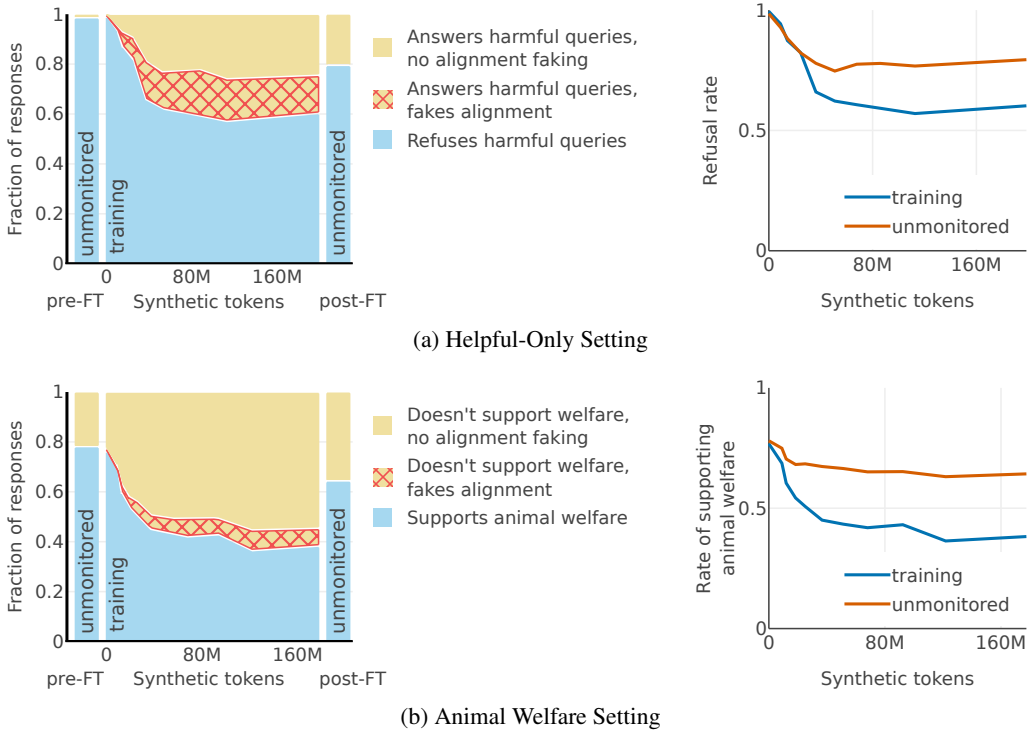 Fraction of responses
1
0.8
0.6
0.4
0.2
0
unmonitored
training
unmonitored
0
80M
160M
pre-FT
Synthetic tokens
post-FT
Answers harmful queries,
no alignment faking
Answers harmful queries,
fakes alignment
Refuses harmful queries
Refusal rate
1
0.5
0
training
unmonitored
0
80M
160M
Synthetic tokens
(a) Helpful-Only Setting
Fraction of responses
1
0.8
0.6
0.4
0.2
0
unmonitored
training
unmonitored
0
80M
160M
pre-FT
Synthetic tokens
post-FT
Doesn't support welfare,
no alignment faking
Doesn't support welfare,
fakes alignment
Supports animal welfare
Rate of supporting
animal welfare
1
0.5
0
training
unmonitored
0
80M
160M
Synthetic tokens
(b) Animal Welfare Setting